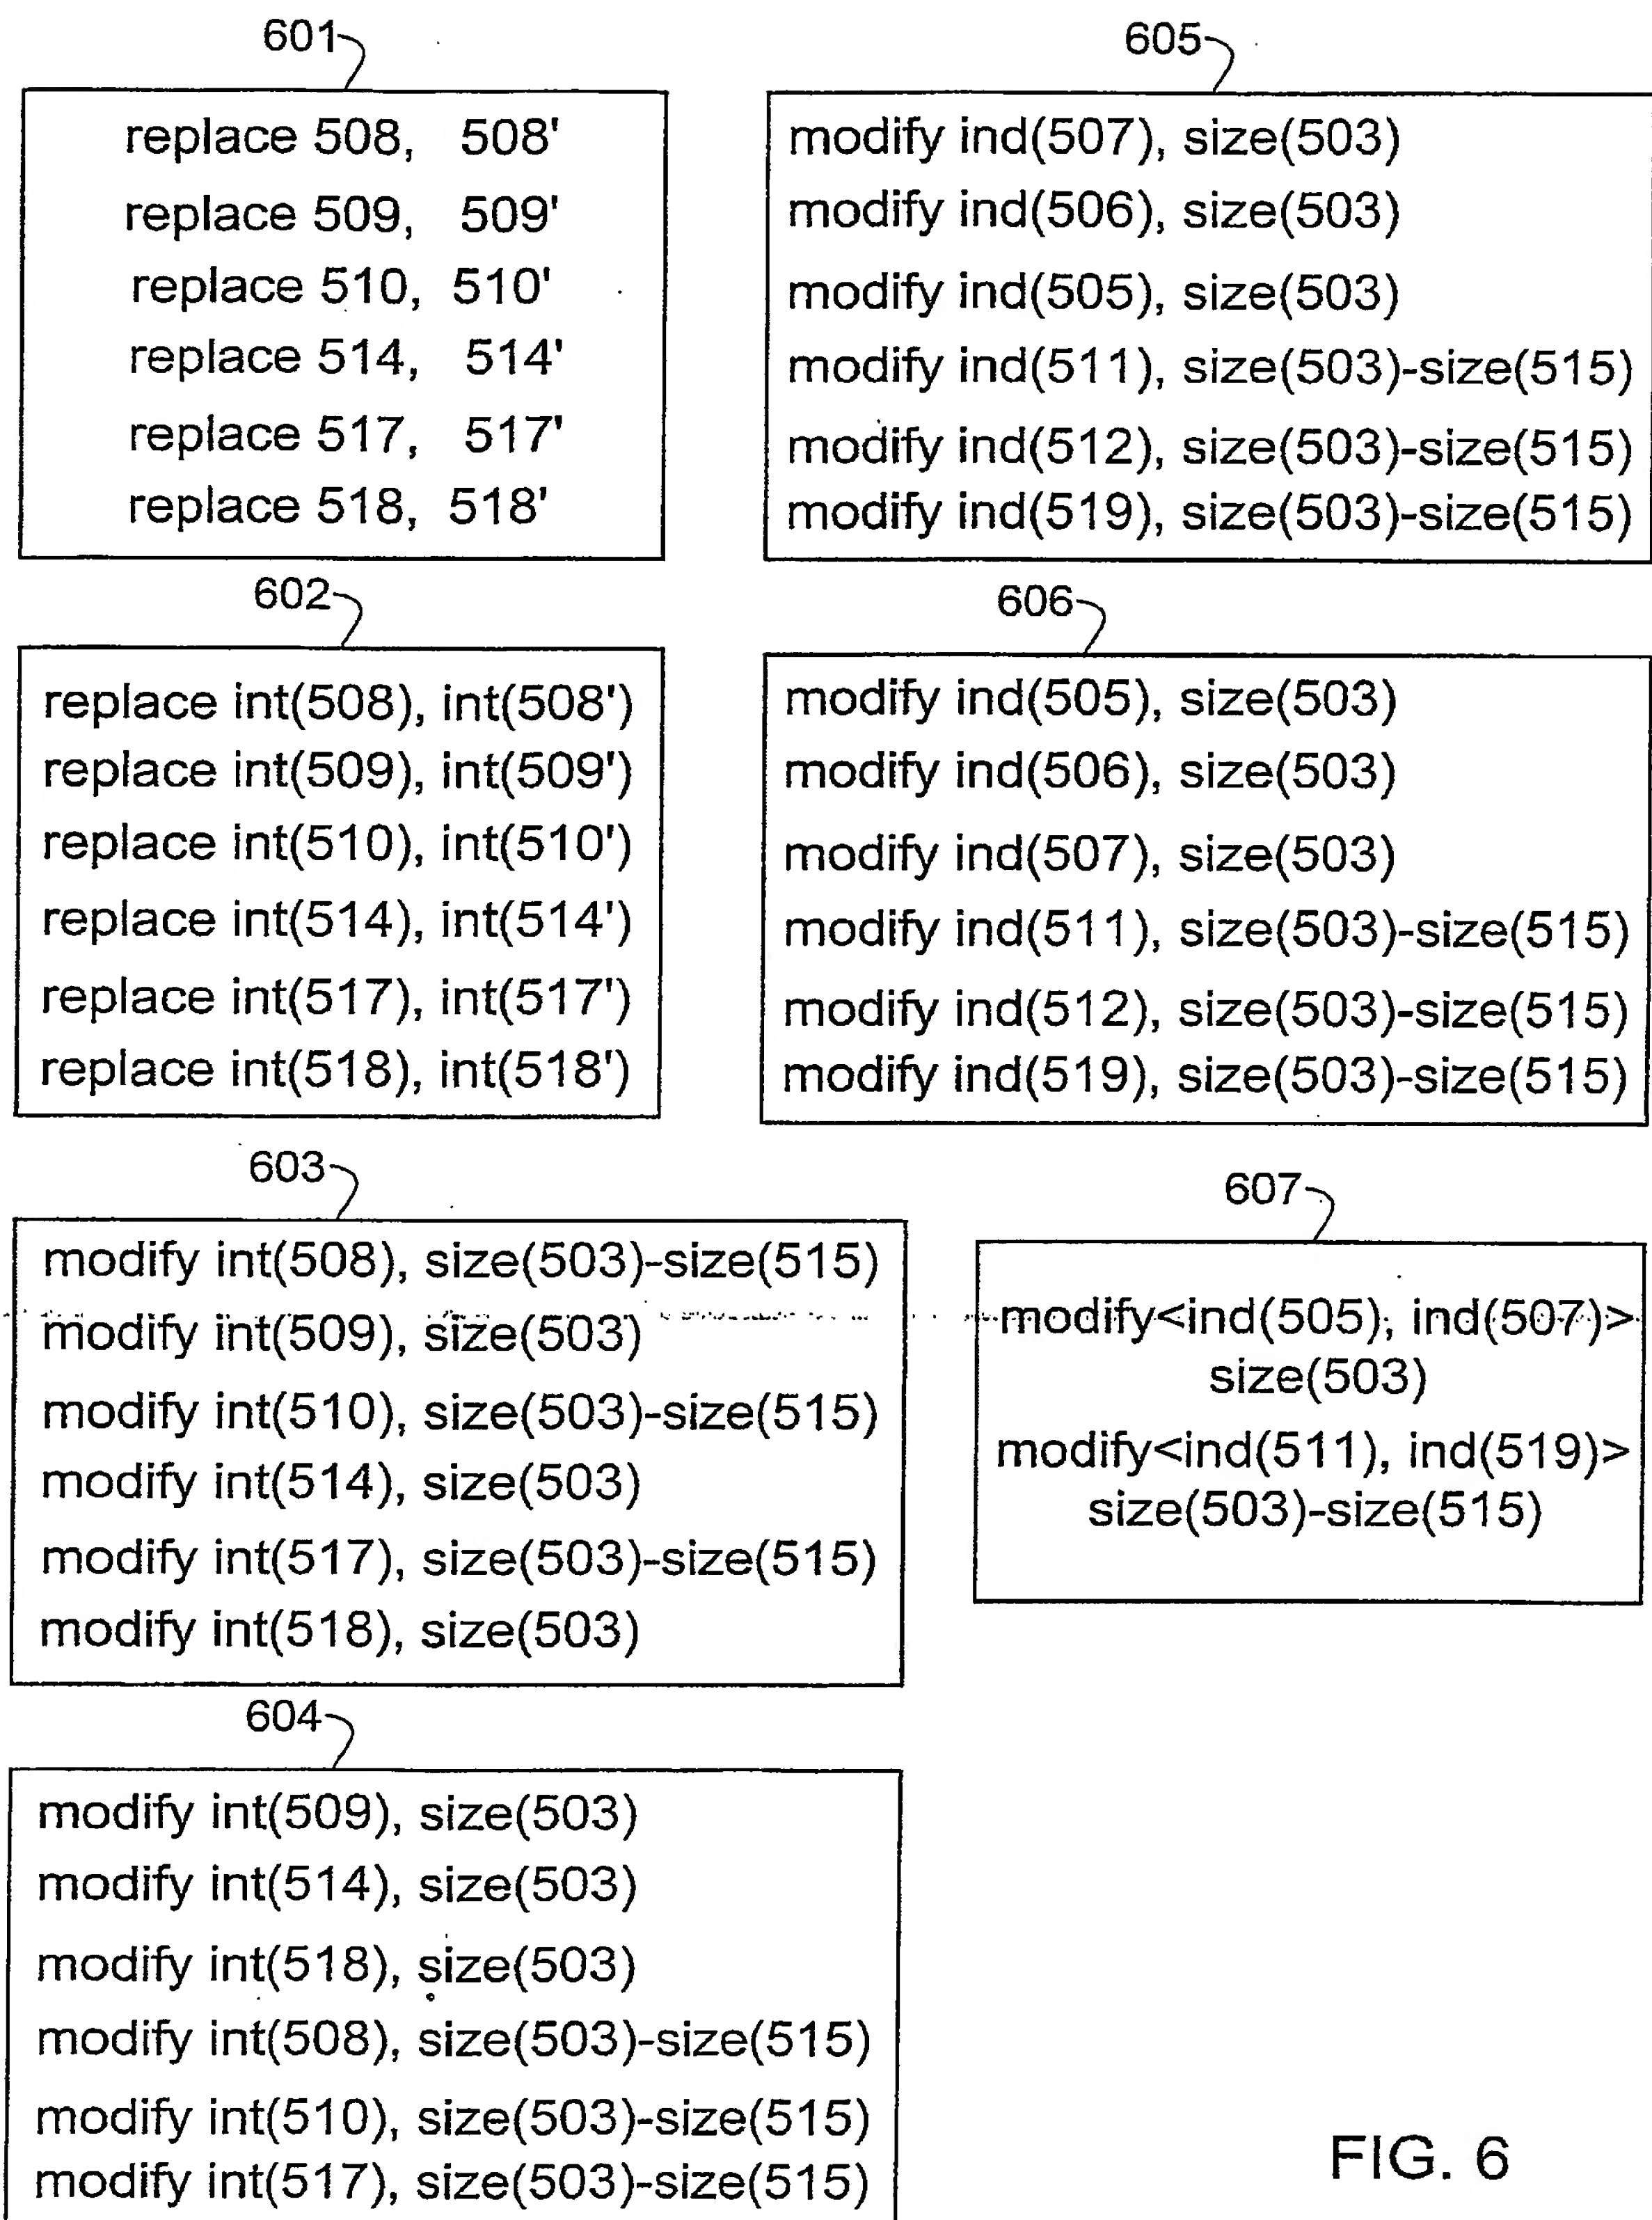 601
replace 508, 508'
replace 509, 509'
replace 510, 510'
replace 514, 514'
replace 517, 517'
replace 518, 518'
602
replace int(508), int(508')
replace int(509), int(509')
replace int(510), int(510')
replace int(514), int(514')
replace int(517), int(517')
replace int(518), int(518')
603
modify int(508), size(503)-size(515)
modify int(509), size(503)
modify int(510), size(503)-size(515)
modify int(514), size(503)
modify int(517), size(503)-size(515)
modify int(518), size(503)
604
modify int(509), size(503)
modify int(514), size(503)
modify int(518), size(503)
modify int(508), size(503)-size(515)
modify int(510), size(503)-size(515)
modify int(517), size(503)-size(515)
605
modify ind(507), size(503)
modify ind(506), size(503)
modify ind(505), size(503)
modify ind(511), size(503)-size(515)
modify ind(512), size(503)-size(515)
modify ind(519), size(503)-size(515)
606
modify ind(505), size(503)
modify ind(506), size(503)
modify ind(507), size(503)
modify ind(511), size(503)-size(515)
modify ind(512), size(503)-size(515)
modify ind(519), size(503)-size(515)
607
modify<ind(505), ind(507)>
size(503)
modify<ind(511), ind(519)>
size(503)-size(515)
FIG. 6